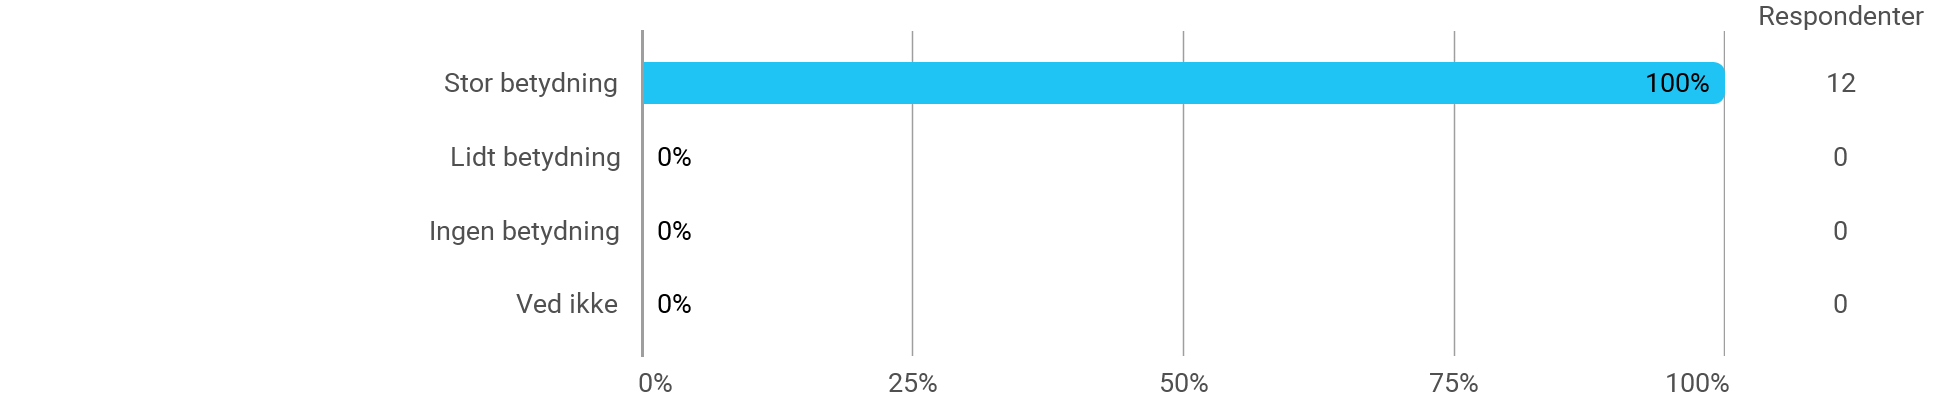 Respondenter
Stor betydning 100% 12
Lidt betydning 0% 0
Ingen betydning 0% 0
Ved ikke 0% 0
0% 25% 50% 75% 100%